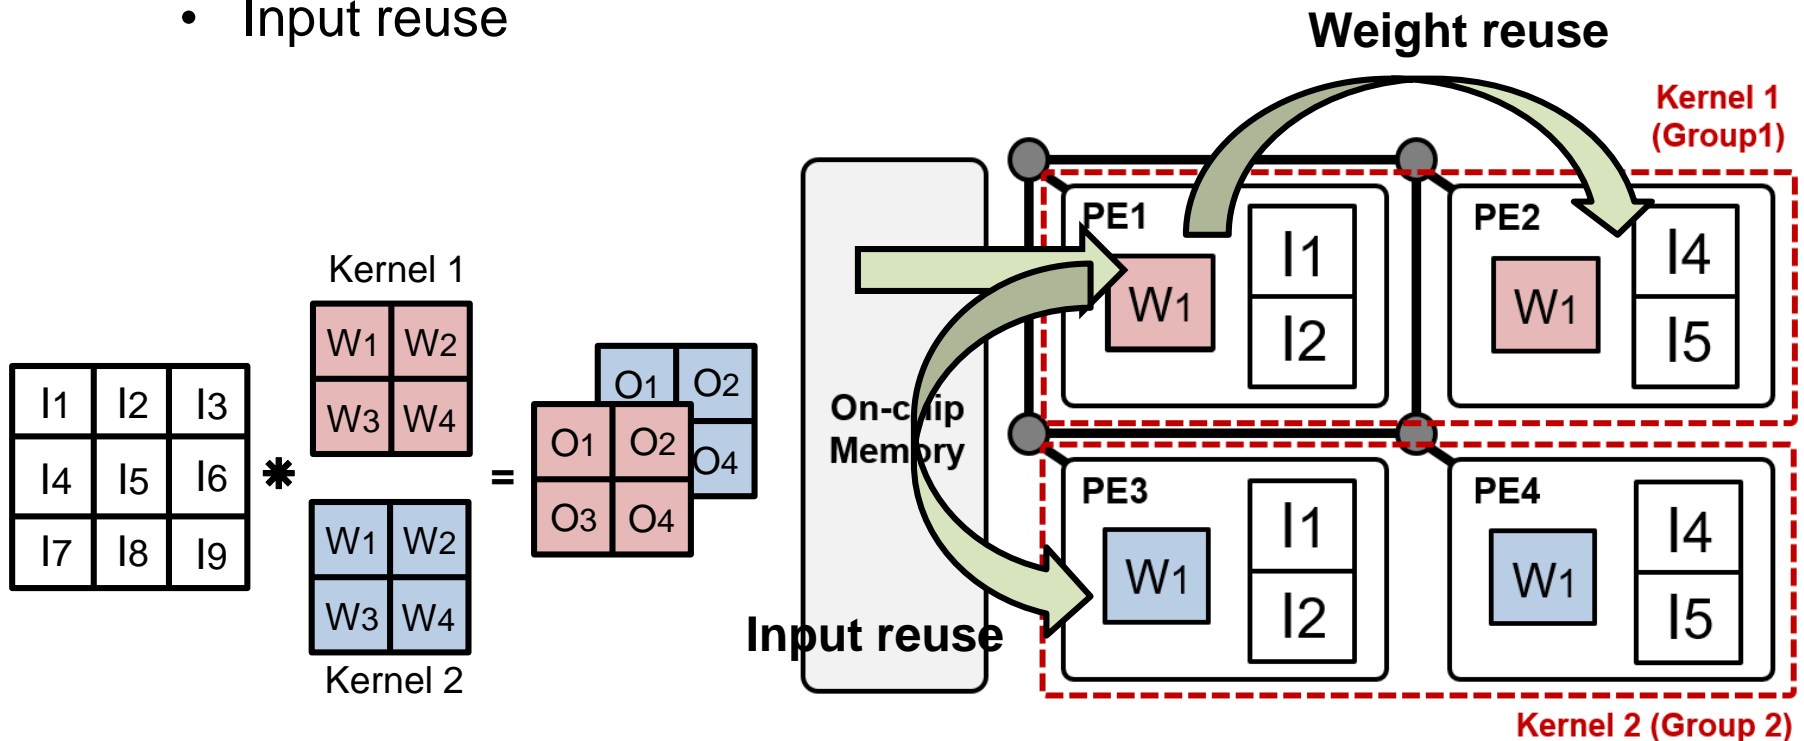 • Input reuse
Weight reuse
Kernel 1
(Group1)
Kernel 1
W1 W2
W3 W4
I1 I2 I3
I4 I5 I6
I7 I8 I9
*
W1 W2
W3 W4
Kernel 2
=
O1 O2
O4
O1 O2
O3 O4
On-chip
Memory
Input reuse
PE1
W1
I1
I2
PE2
W1
I4
I5
PE3
W1
I1
I2
PE4
W1
I4
I5
Kernel 2 (Group 2)